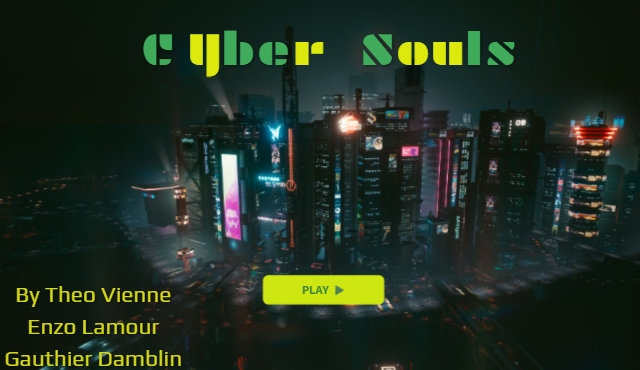 Cyber Souls
PLAY
By Theo Vienne
Enzo Lamour
Gauthier Damblin